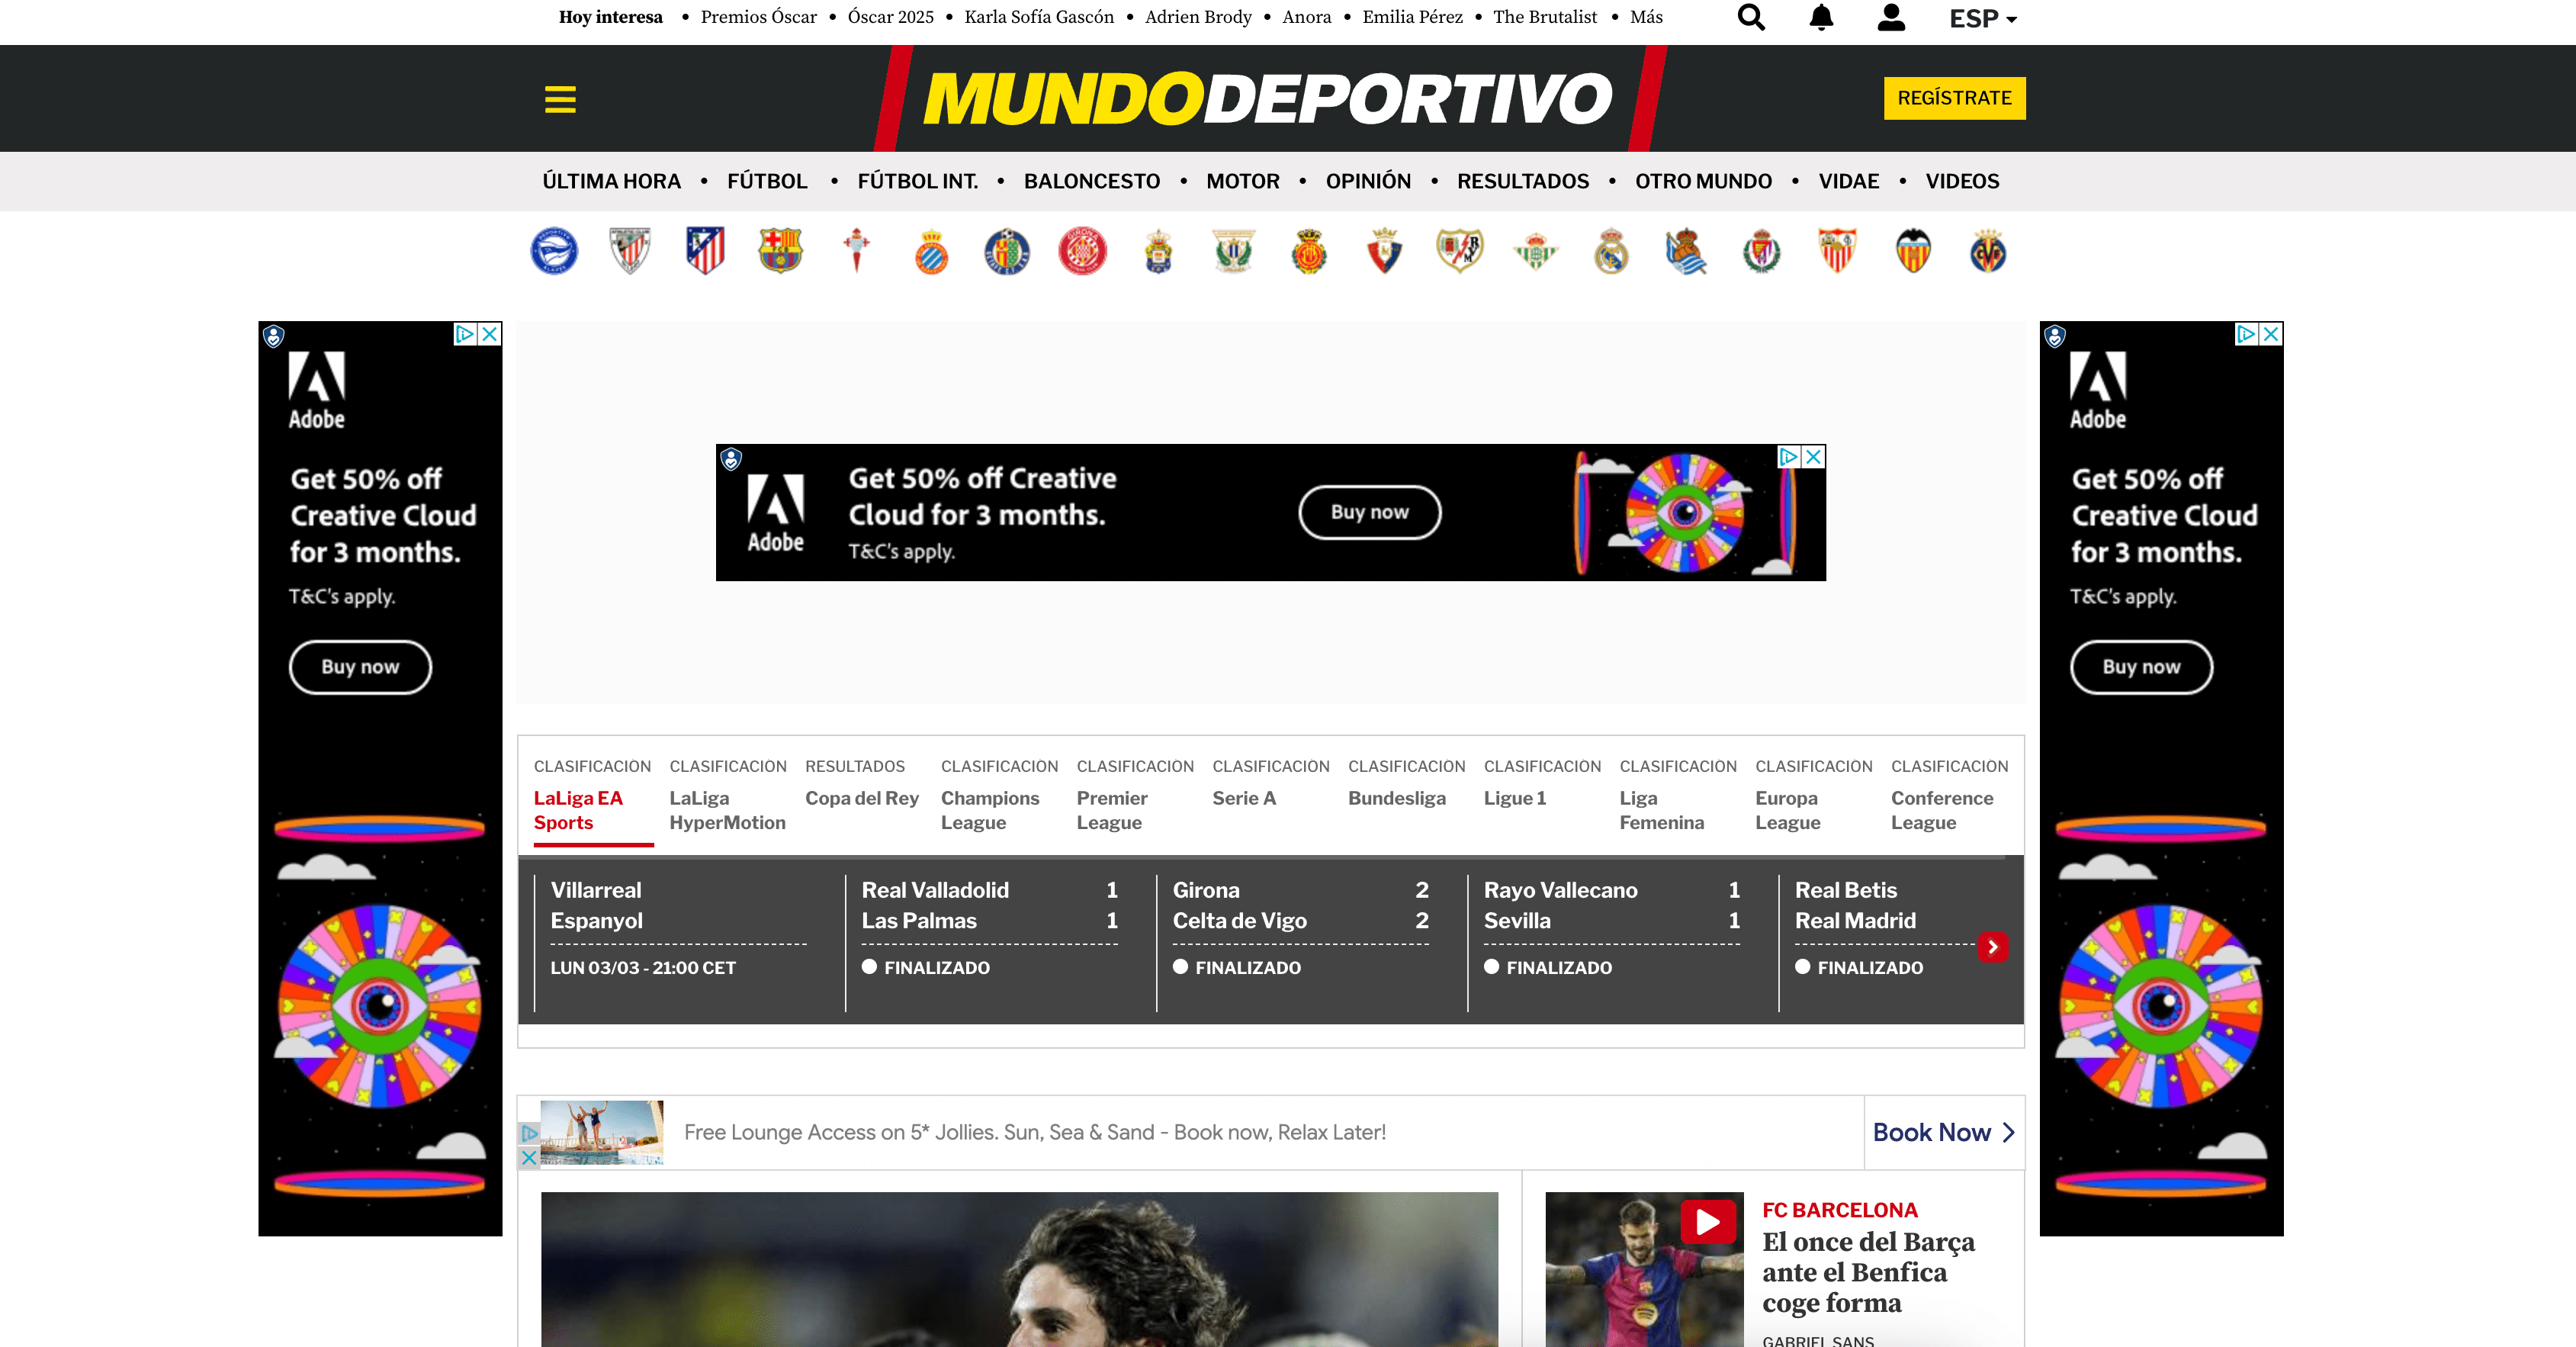 Hoy interesa • Premios Óscar • Óscar 2025 • Karla Sofía Gascón • Adrien Brody • Anora • Emilia Pérez • The Brutalist • Más
ESP
MUNDODEPORTIVO
REGÍSTRATE
ÚLTIMA HORA • FÚTBOL • FÚTBOL INT. • BALONCESTO • MOTOR • OPINIÓN • RESULTADOS • OTRO MUNDO • VIDAE • VIDEOS
Adobe
Get 50% off
Creative Cloud
for 3 months.
T&C's apply.
Buy now
Adobe
Get 50% off Creative
Cloud for 3 months.
T&C's apply.
Buy now
Adobe
Get 50% off
Creative Cloud
for 3 months.
T&C's apply.
Buy now
CLASIFICACION
LaLiga EA
Sports
CLASIFICACION
LaLiga
HyperMotion
RESULTADOS
Copa del Rey
CLASIFICACION
Champions
League
CLASIFICACION
Premier
League
CLASIFICACION
Serie A
CLASIFICACION
Bundesliga
CLASIFICACION
Ligue 1
CLASIFICACION
Liga
Femenina
CLASIFICACION
Europa
League
CLASIFICACION
Conference
League
Villarreal
Espanyol
LUN 03/03 - 21:00 CET
Real Valladolid 1
Las Palmas 1
FINALIZADO
Girona 2
Celta de Vigo 2
FINALIZADO
Rayo Vallecano 1
Sevilla 1
FINALIZADO
Real Betis
Real Madrid
FINALIZADO
Free Lounge Access on 5* Jollies. Sun, Sea & Sand - Book now, Relax Later!
Book Now
FC BARCELONA
El once del Barça
ante el Benfica
coge forma
GABRIEL SANS